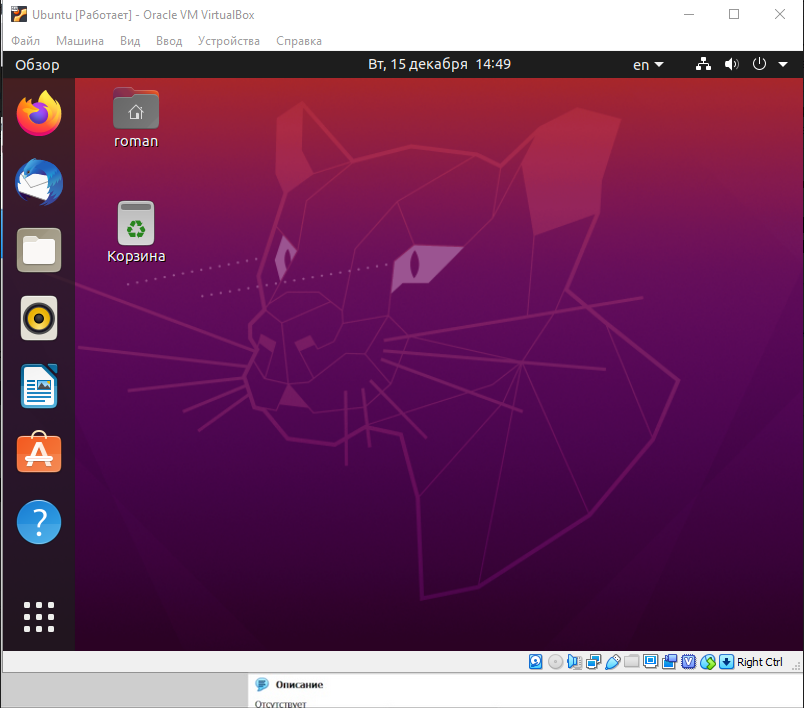 Ubuntu [Работает] - Oracle VM VirtualBox
Файл Машина Вид Ввод Устройства Справка
Обзор Вт, 15 декабря 14:49 en
roman
Корзина
Right Ctrl
Описание
Отсутствует